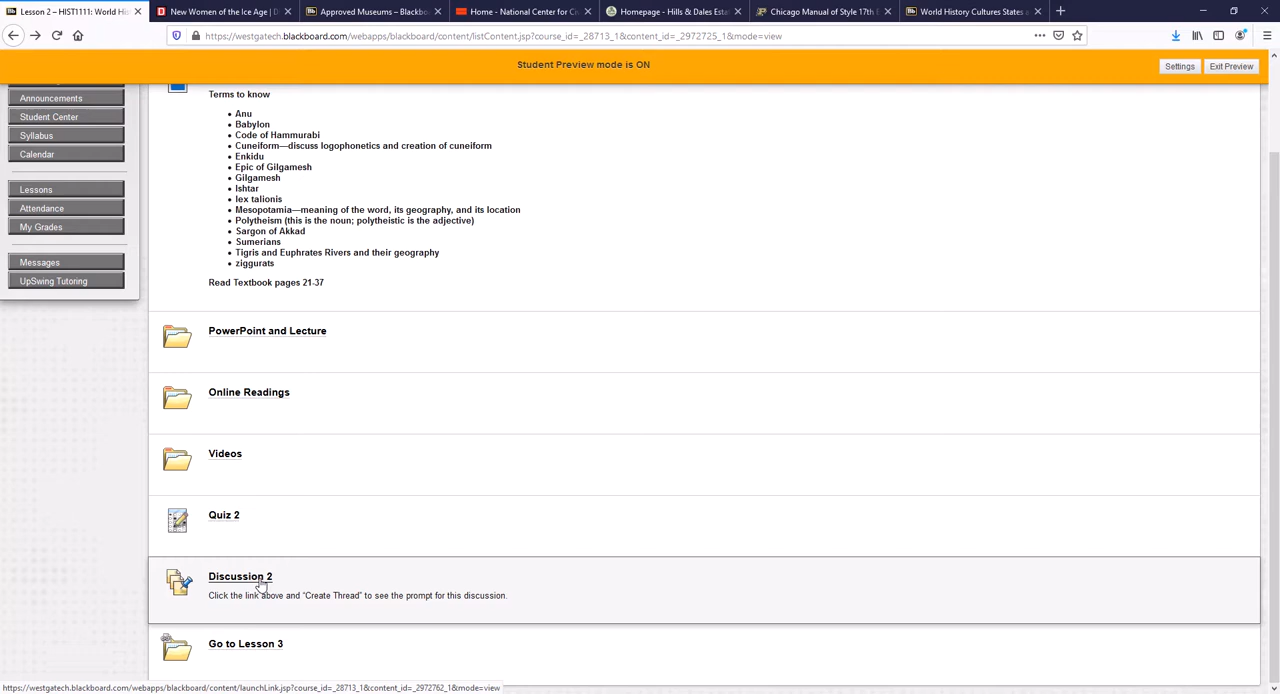 Lesson 2 – HIST1111: World His
New Women of the Ice Age | D
Approved Museums – Blackbo
Home - National Center for Civ
Homepage - Hills & Dales Esta
Chicago Manual of Style 17th E
World History Cultures States a
https://westgatech.blackboard.com/webapps/blackboard/content/listContent.jsp?course_id=_28713_1&content_id=_2972725_1&mode=view
Student Preview mode is ON
Settings
Exit Preview
Announcements
Student Center
Syllabus
Calendar
Lessons
Attendance
My Grades
Messages
UpSwing Tutoring
Terms to know
• Anu
• Babylon
• Code of Hammurabi
• Cuneiform—discuss logophonetics and creation of cuneiform
• Enkidu
• Epic of Gilgamesh
• Gilgamesh
• Ishtar
• lex talionis
• Mesopotamia—meaning of the word, its geography, and its location
• Polytheism (this is the noun; polytheistic is the adjective)
• Sargon of Akkad
• Sumerians
• Tigris and Euphrates Rivers and their geography
• ziggurats
Read Textbook pages 21-37
PowerPoint and Lecture
Online Readings
Videos
Quiz 2
Discussion 2
Click the link above and "Create Thread" to see the prompt for this discussion.
Go to Lesson 3
https://westgatech.blackboard.com/webapps/blackboard/content/launchLink.jsp?course_id=_28713_1&content_id=_2972762_1&mode=view